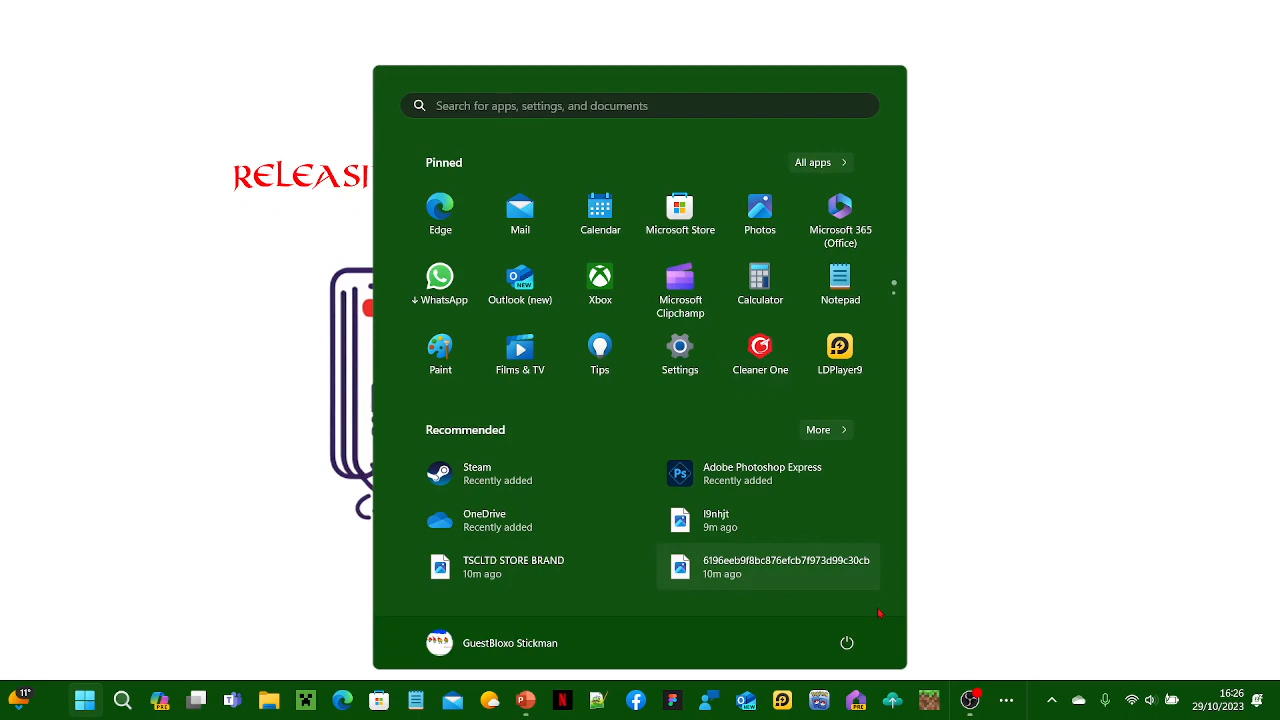 Search for apps, settings, and documents
RELEASI
Pinned
All apps
Edge
Mail
Calendar
Microsoft Store
Photos
Microsoft 365
(Office)
WhatsApp
Outlook (new)
Xbox
Microsoft
Clipchamp
Calculator
Notepad
Paint
Films & TV
Tips
Settings
Cleaner One
LDPlayer9
Recommended
More
Steam
Recently added
Adobe Photoshop Express
Recently added
OneDrive
Recently added
l9nhjt
9m ago
TSCLTD STORE BRAND
10m ago
6196eeb9f8bc876efcb7f973d99c30cb
10m ago
GuestBloxo Stickman
11°
16:26
29/10/2023